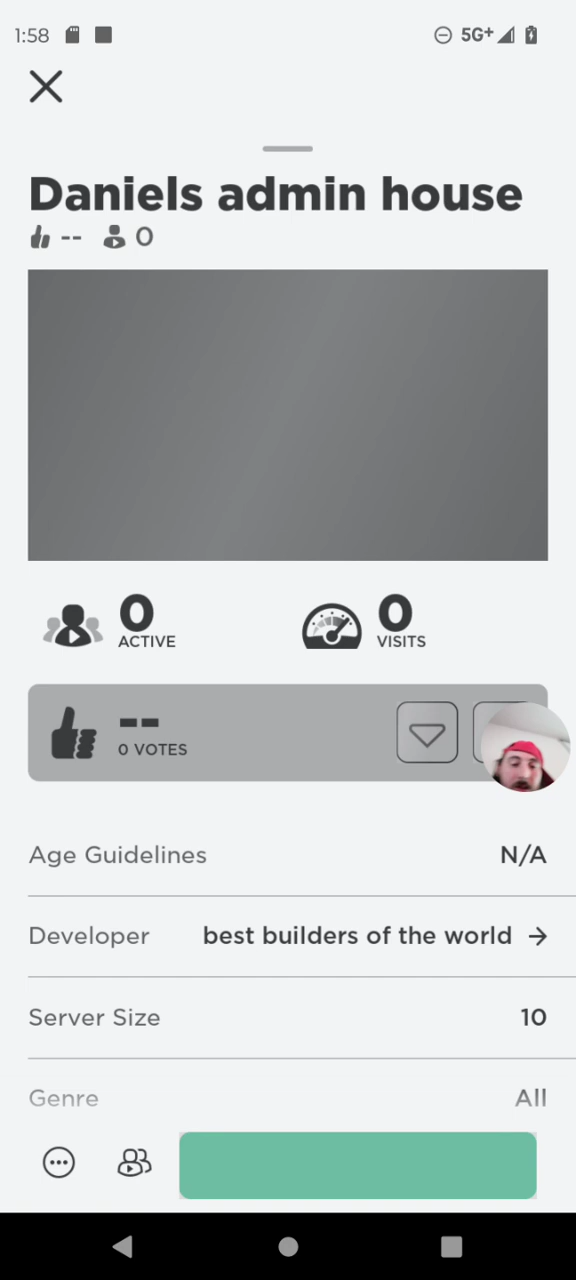 1:58 5G+
Daniels admin house
-- 0
0 ACTIVE 0 VISITS
--
0 VOTES
Age Guidelines N/A
Developer best builders of the world →
Server Size 10
Genre All